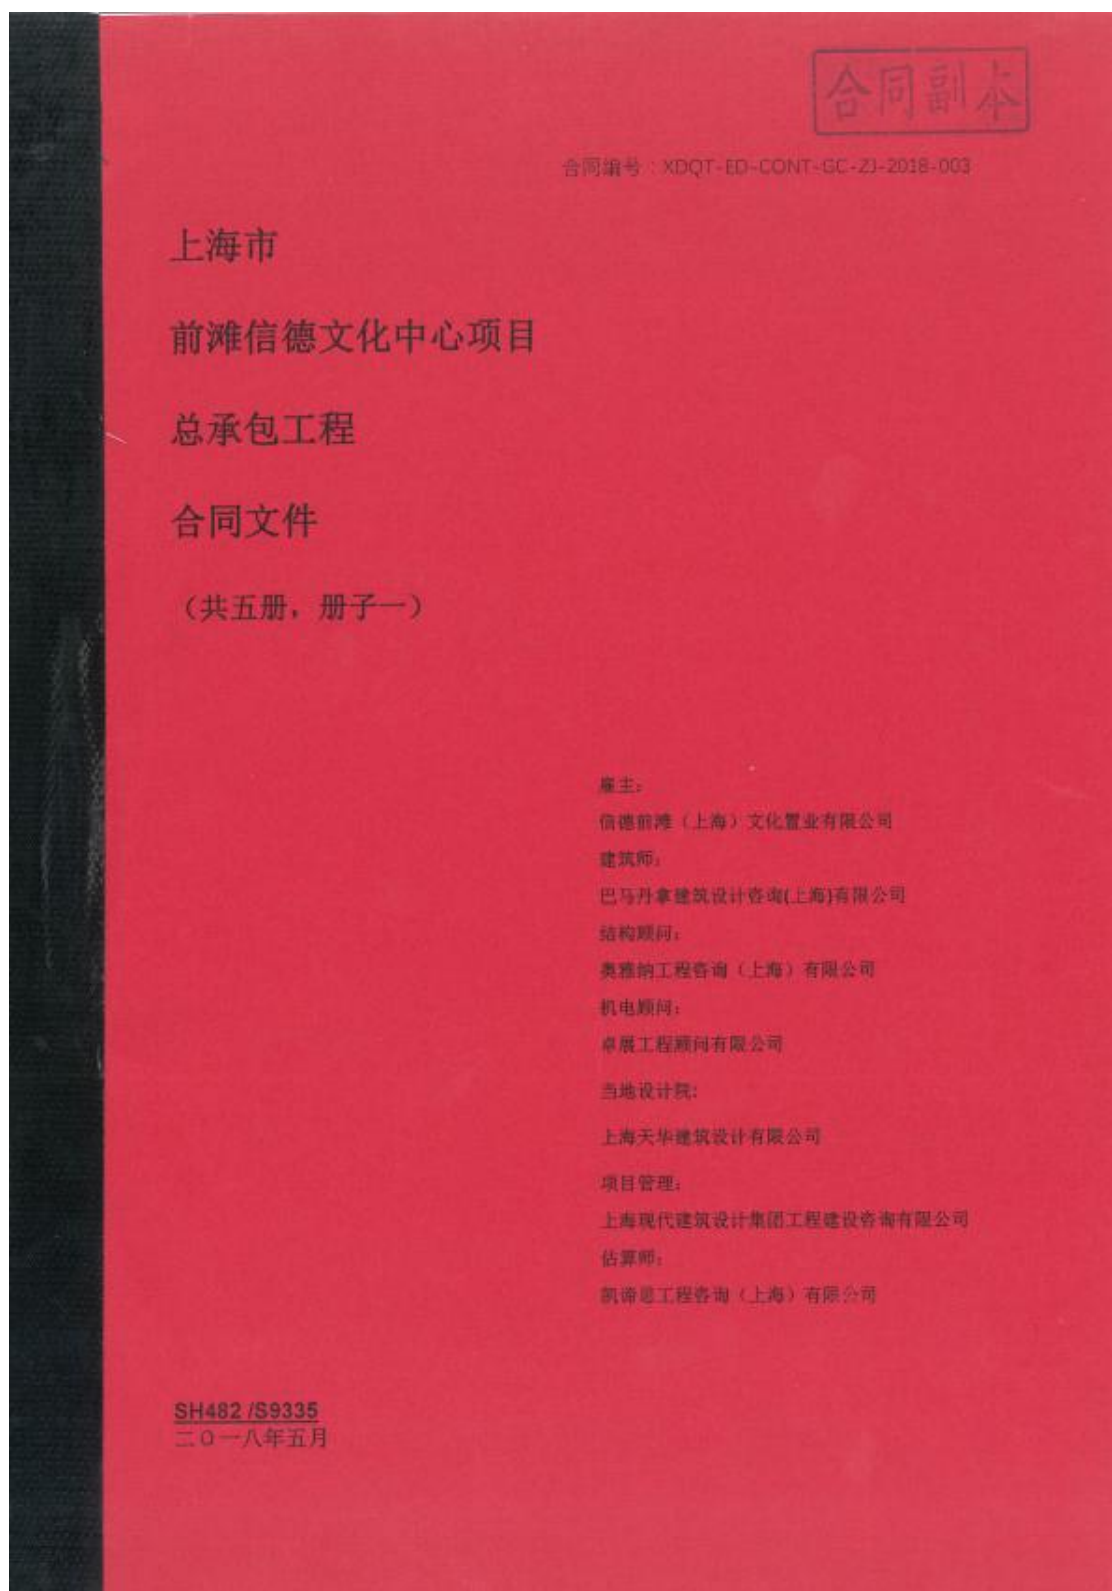 合同副本
合同编号：XDQT-ED-CONT-GC-ZJ-2018-003
上海市
前滩信德文化中心项目
总承包工程
合同文件
（共五册，册子一）
雇主：
信德前滩（上海）文化置业有限公司
建筑师：
巴马丹拿建筑设计咨询(上海)有限公司
结构顾问：
奥雅纳工程咨询（上海）有限公司
机电顾问：
卓展工程顾问有限公司
当地设计院:
上海天华建筑设计有限公司
项目管理：
上海现代建筑设计集团工程建设咨询有限公司
估算师：
凯谛思工程咨询（上海）有限公司
SH482 /S9335
二〇一八年五月